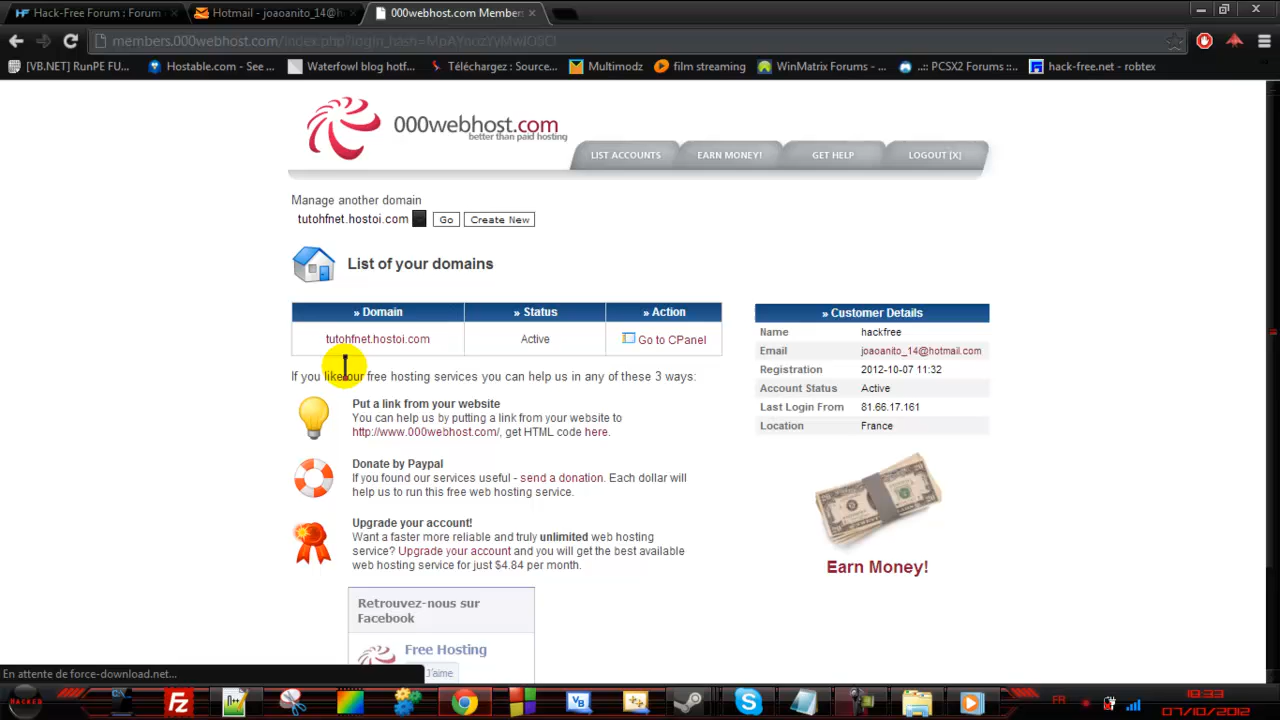 Hack-Free Forum : Forum
Hotmail - joaoanito_14@h
000webhost.com Members
members.000webhost.com/index.php?login_hash=
[VB.NET] RunPE FU...
Hostable.com - See ...
Waterfowl blog hotf...
Téléchargez : Source...
Multimodz
film streaming
WinMatrix Forums - ...
..:: PCSX2 Forums ::..
hack-free.net - robtex
000webhost.com
better than paid hosting
LIST ACCOUNTS
EARN MONEY!
GET HELP
LOGOUT [X]
Manage another domain
tutohfnet.hostoi.com
Go
Create New
List of your domains
» Domain
» Status
» Action
tutohfnet.hostoi.com
Active
Go to CPanel
» Customer Details
Name hackfree
Email joaoanito_14@hotmail.com
Registration 2012-10-07 11:32
Account Status Active
Last Login From 81.66.17.161
Location France
If you like our free hosting services you can help us in any of these 3 ways:
Put a link from your website
You can help us by putting a link from your website to
http://www.000webhost.com/, get HTML code here.
Donate by Paypal
If you found our services useful - send a donation. Each dollar will
help us to run this free web hosting service.
Upgrade your account!
Want a faster more reliable and truly unlimited web hosting
service? Upgrade your account and you will get the best available
web hosting service for just $4.84 per month.
Earn Money!
Retrouvez-nous sur
Facebook
Free Hosting
J'aime
En attente de force-download.net...
HACKED
FR
18:33
07/10/2012